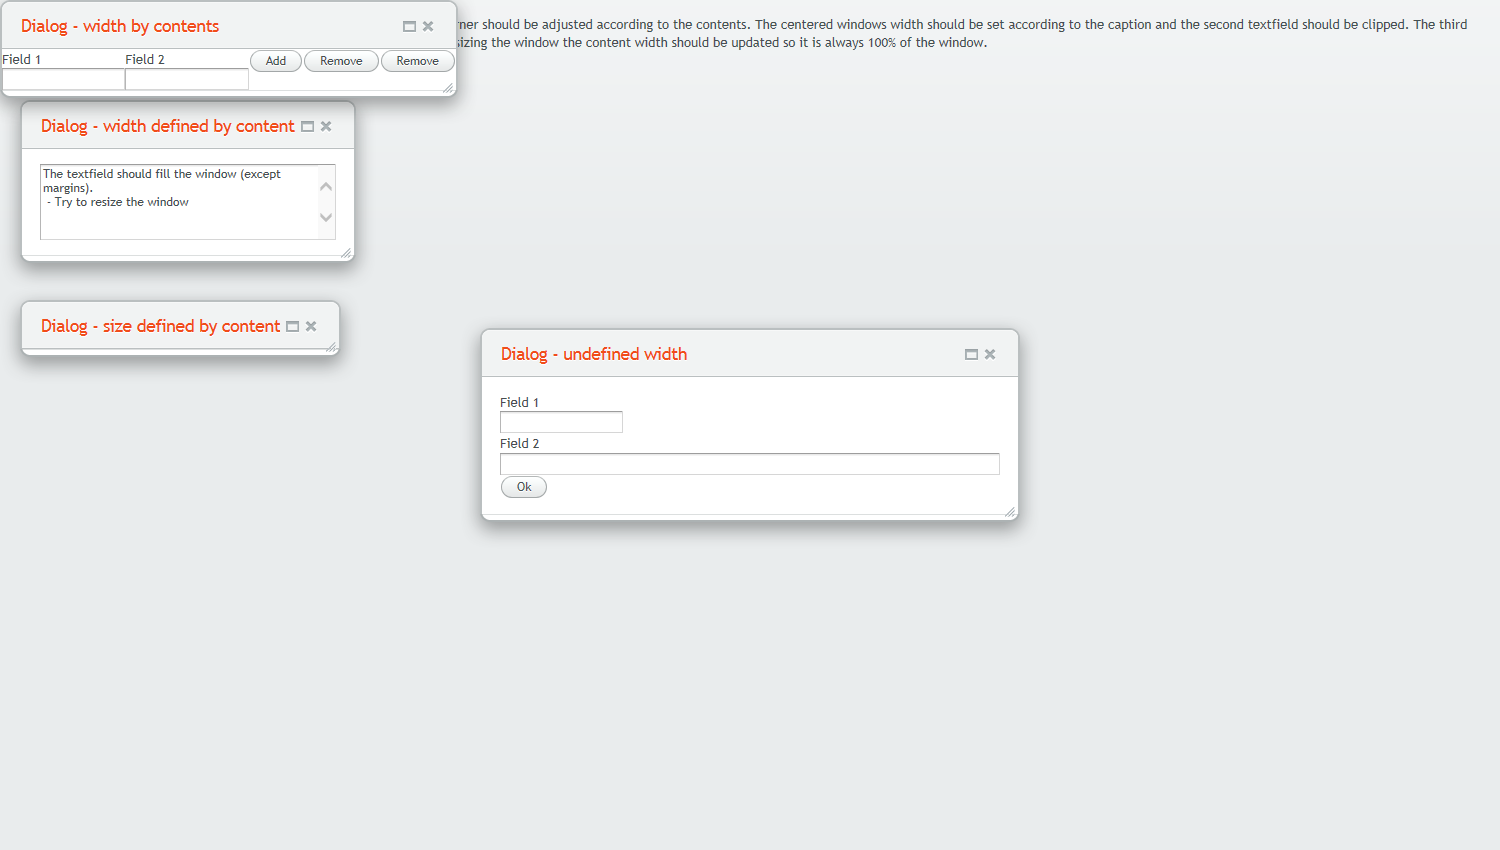 Dialog - width by contents
ner should be adjusted according to the contents. The centered windows width should be set according to the caption and the second textfield should be clipped. The third
sizing the window the content width should be updated so it is always 100% of the window.
Field 1 Field 2 Add Remove Remove
Dialog - width defined by content
The textfield should fill the window (except
margins).
- Try to resize the window
Dialog - size defined by content
Dialog - undefined width
Field 1
Field 2
Ok